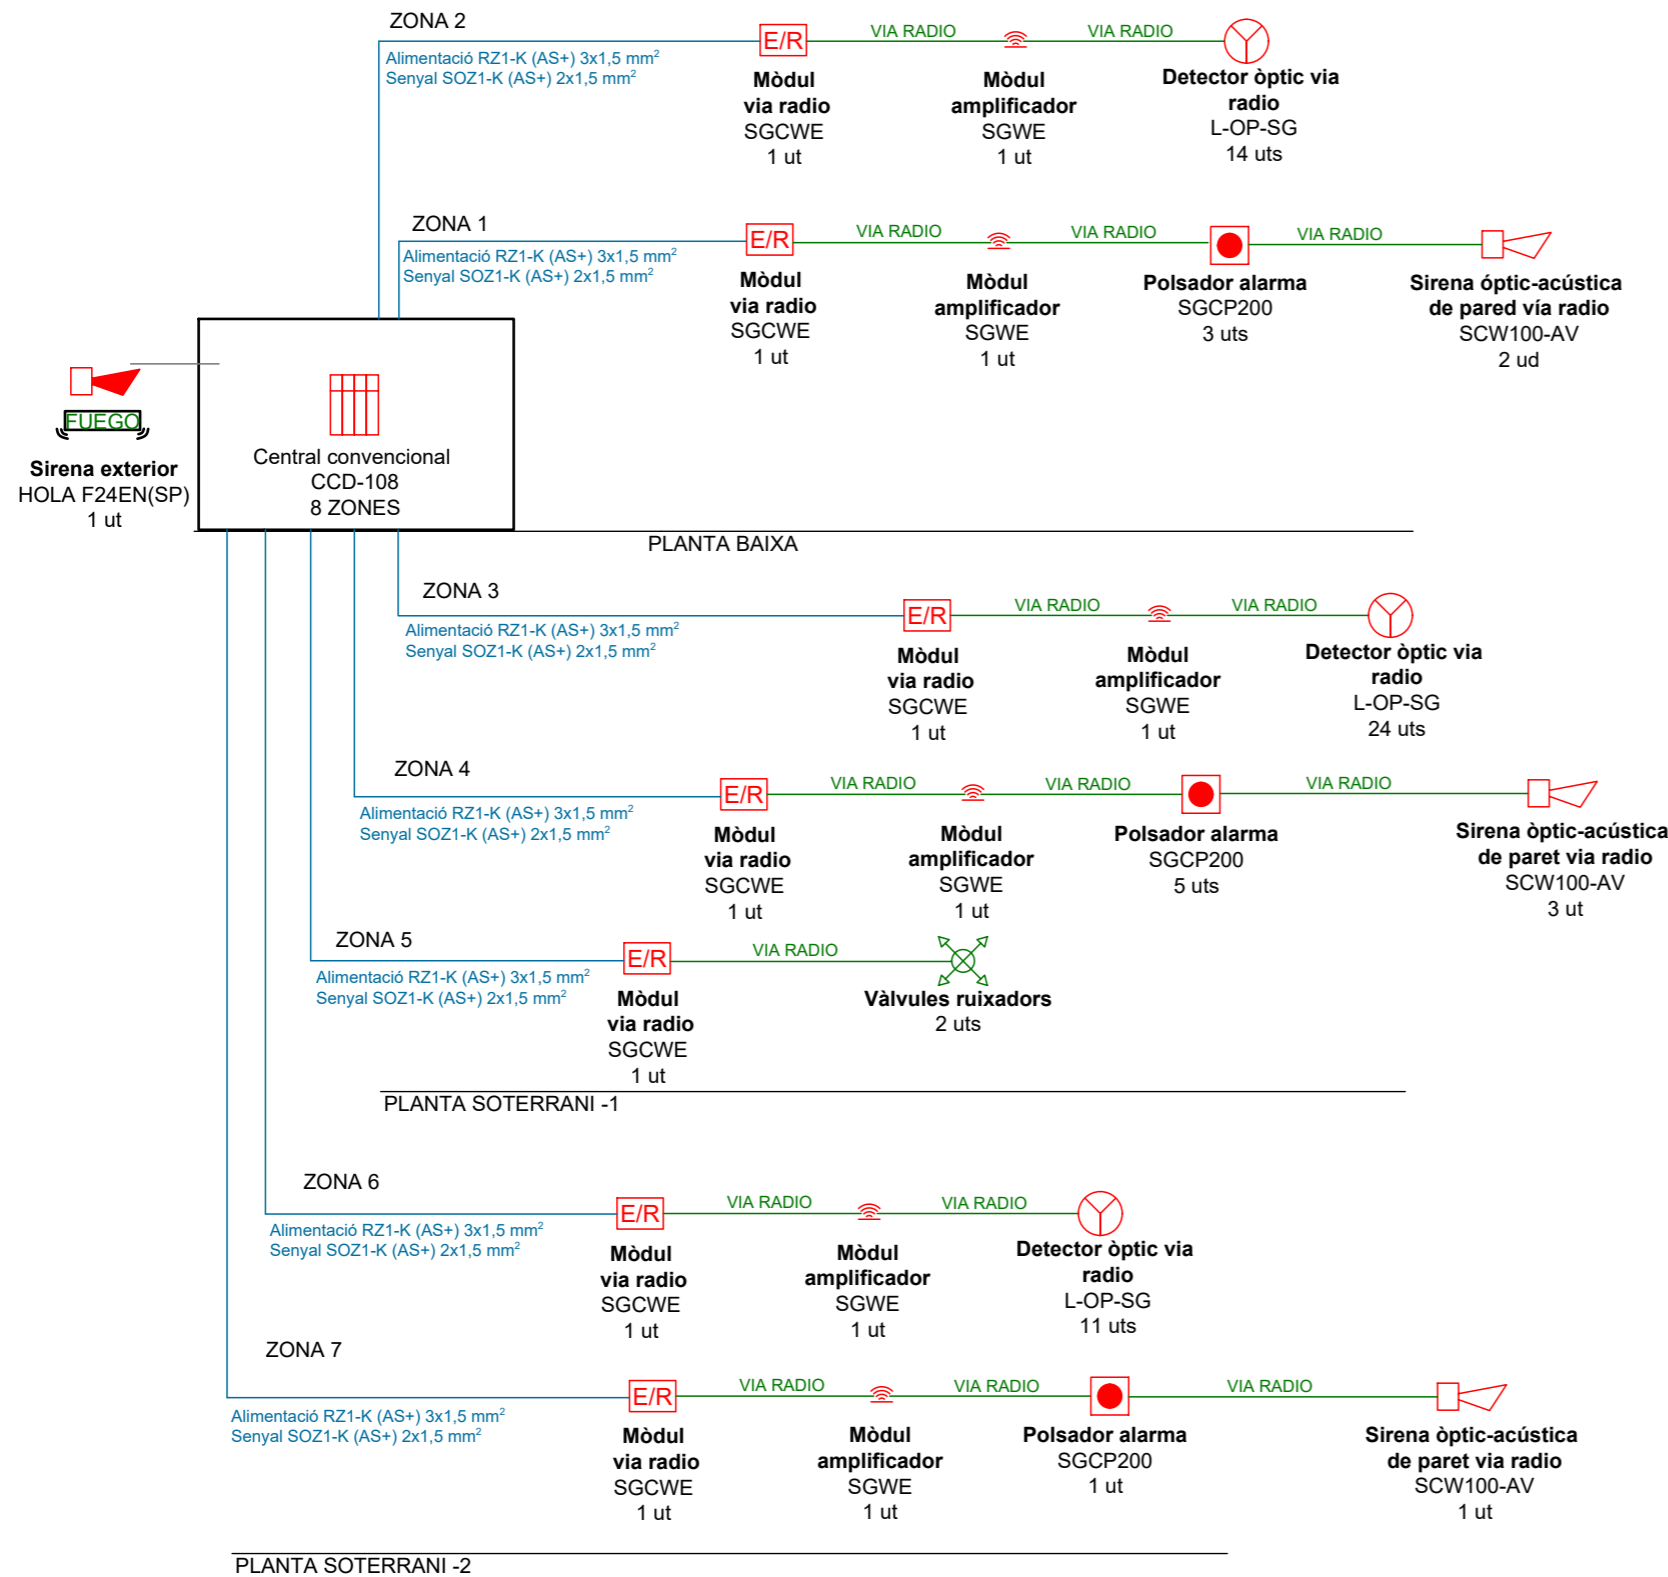 ZONA 2
Alimentació RZ1-K (AS+) 3x1,5 mm²
Senyal SOZ1-K (AS+) 2x1,5 mm²
E/R
VIA RADIO
VIA RADIO
Mòdul
via radio
SGCWE
1 ut
Mòdul
amplificador
SGWE
1 ut
Detector òptic via
radio
L-OP-SG
14 uts
ZONA 1
Alimentació RZ1-K (AS+) 3x1,5 mm²
Senyal SOZ1-K (AS+) 2x1,5 mm²
E/R
VIA RADIO
VIA RADIO
VIA RADIO
Mòdul
via radio
SGCWE
1 ut
Mòdul
amplificador
SGWE
1 ut
Polsador alarma
SGCP200
3 uts
Sirena óptic-acústica
de pared vía radio
SCW100-AV
2 ud
FUEGO
Sirena exterior
HOLA F24EN(SP)
1 ut
Central convencional
CCD-108
8 ZONES
PLANTA BAIXA
ZONA 3
Alimentació RZ1-K (AS+) 3x1,5 mm²
Senyal SOZ1-K (AS+) 2x1,5 mm²
E/R
VIA RADIO
VIA RADIO
Mòdul
via radio
SGCWE
1 ut
Mòdul
amplificador
SGWE
1 ut
Detector òptic via
radio
L-OP-SG
24 uts
ZONA 4
Alimentació RZ1-K (AS+) 3x1,5 mm²
Senyal SOZ1-K (AS+) 2x1,5 mm²
E/R
VIA RADIO
VIA RADIO
VIA RADIO
Mòdul
via radio
SGCWE
1 ut
Mòdul
amplificador
SGWE
1 ut
Polsador alarma
SGCP200
5 uts
Sirena òptic-acústica
de paret via radio
SCW100-AV
3 ut
ZONA 5
Alimentació RZ1-K (AS+) 3x1,5 mm²
Senyal SOZ1-K (AS+) 2x1,5 mm²
E/R
VIA RADIO
Mòdul
via radio
SGCWE
1 ut
Vàlvules ruixadors
2 uts
PLANTA SOTERRANI -1
ZONA 6
Alimentació RZ1-K (AS+) 3x1,5 mm²
Senyal SOZ1-K (AS+) 2x1,5 mm²
E/R
VIA RADIO
VIA RADIO
Mòdul
via radio
SGCWE
1 ut
Mòdul
amplificador
SGWE
1 ut
Detector òptic via
radio
L-OP-SG
11 uts
ZONA 7
Alimentació RZ1-K (AS+) 3x1,5 mm²
Senyal SOZ1-K (AS+) 2x1,5 mm²
E/R
VIA RADIO
VIA RADIO
VIA RADIO
Mòdul
via radio
SGCWE
1 ut
Mòdul
amplificador
SGWE
1 ut
Polsador alarma
SGCP200
1 ut
Sirena òptic-acústica
de paret via radio
SCW100-AV
1 ut
PLANTA SOTERRANI -2